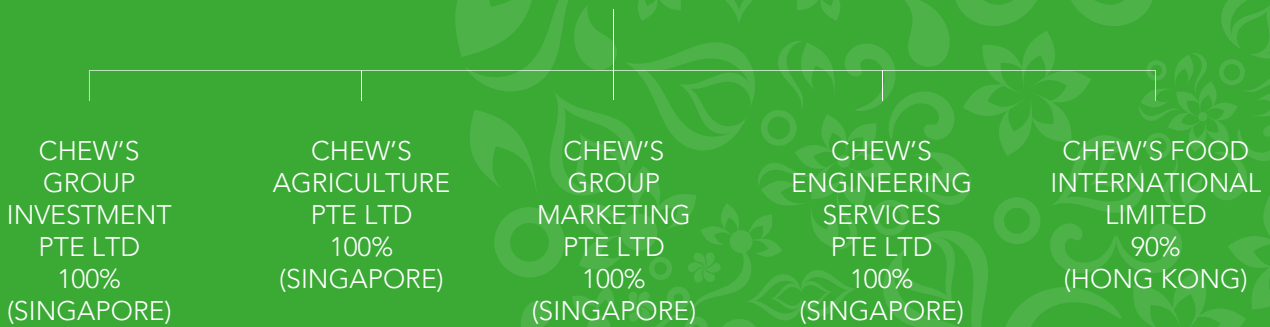 CHEW'S
GROUP
INVESTMENT
PTE LTD
100%
(SINGAPORE)
CHEW'S
AGRICULTURE
PTE LTD
100%
(SINGAPORE)
CHEW'S
GROUP
MARKETING
PTE LTD
100%
(SINGAPORE)
CHEW'S
ENGINEERING
SERVICES
PTE LTD
100%
(SINGAPORE)
CHEW'S FOOD
INTERNATIONAL
LIMITED
90%
(HONG KONG)